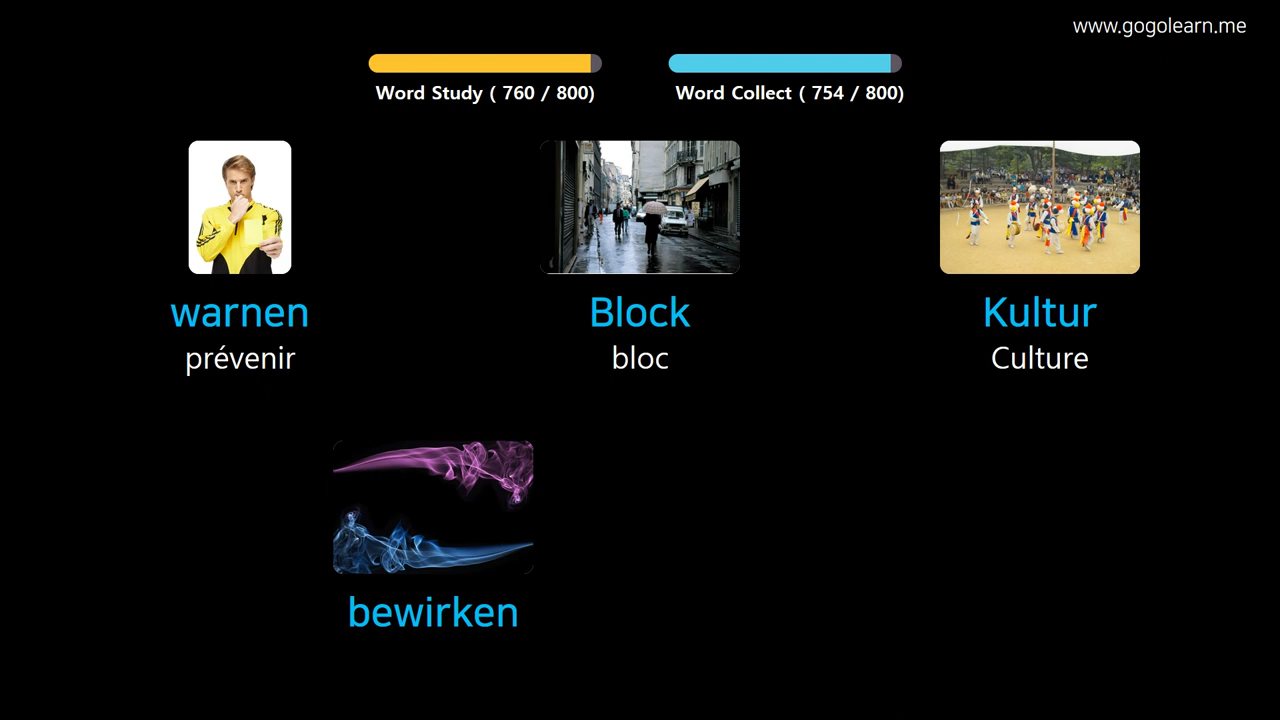 www.gogolearn.me
Word Study ( 760 / 800)
Word Collect ( 754 / 800)
warnen
prévenir
Block
bloc
Kultur
Culture
bewirken